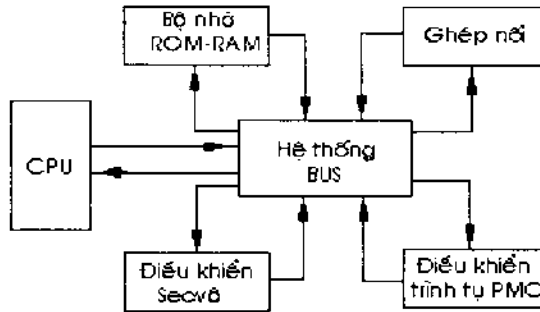 Bộ nhớ
ROM-RAM
Ghép nối
CPU
Hệ thống
BUS
Điều khiển
Secvô
Điều khiển
trình tự PMC